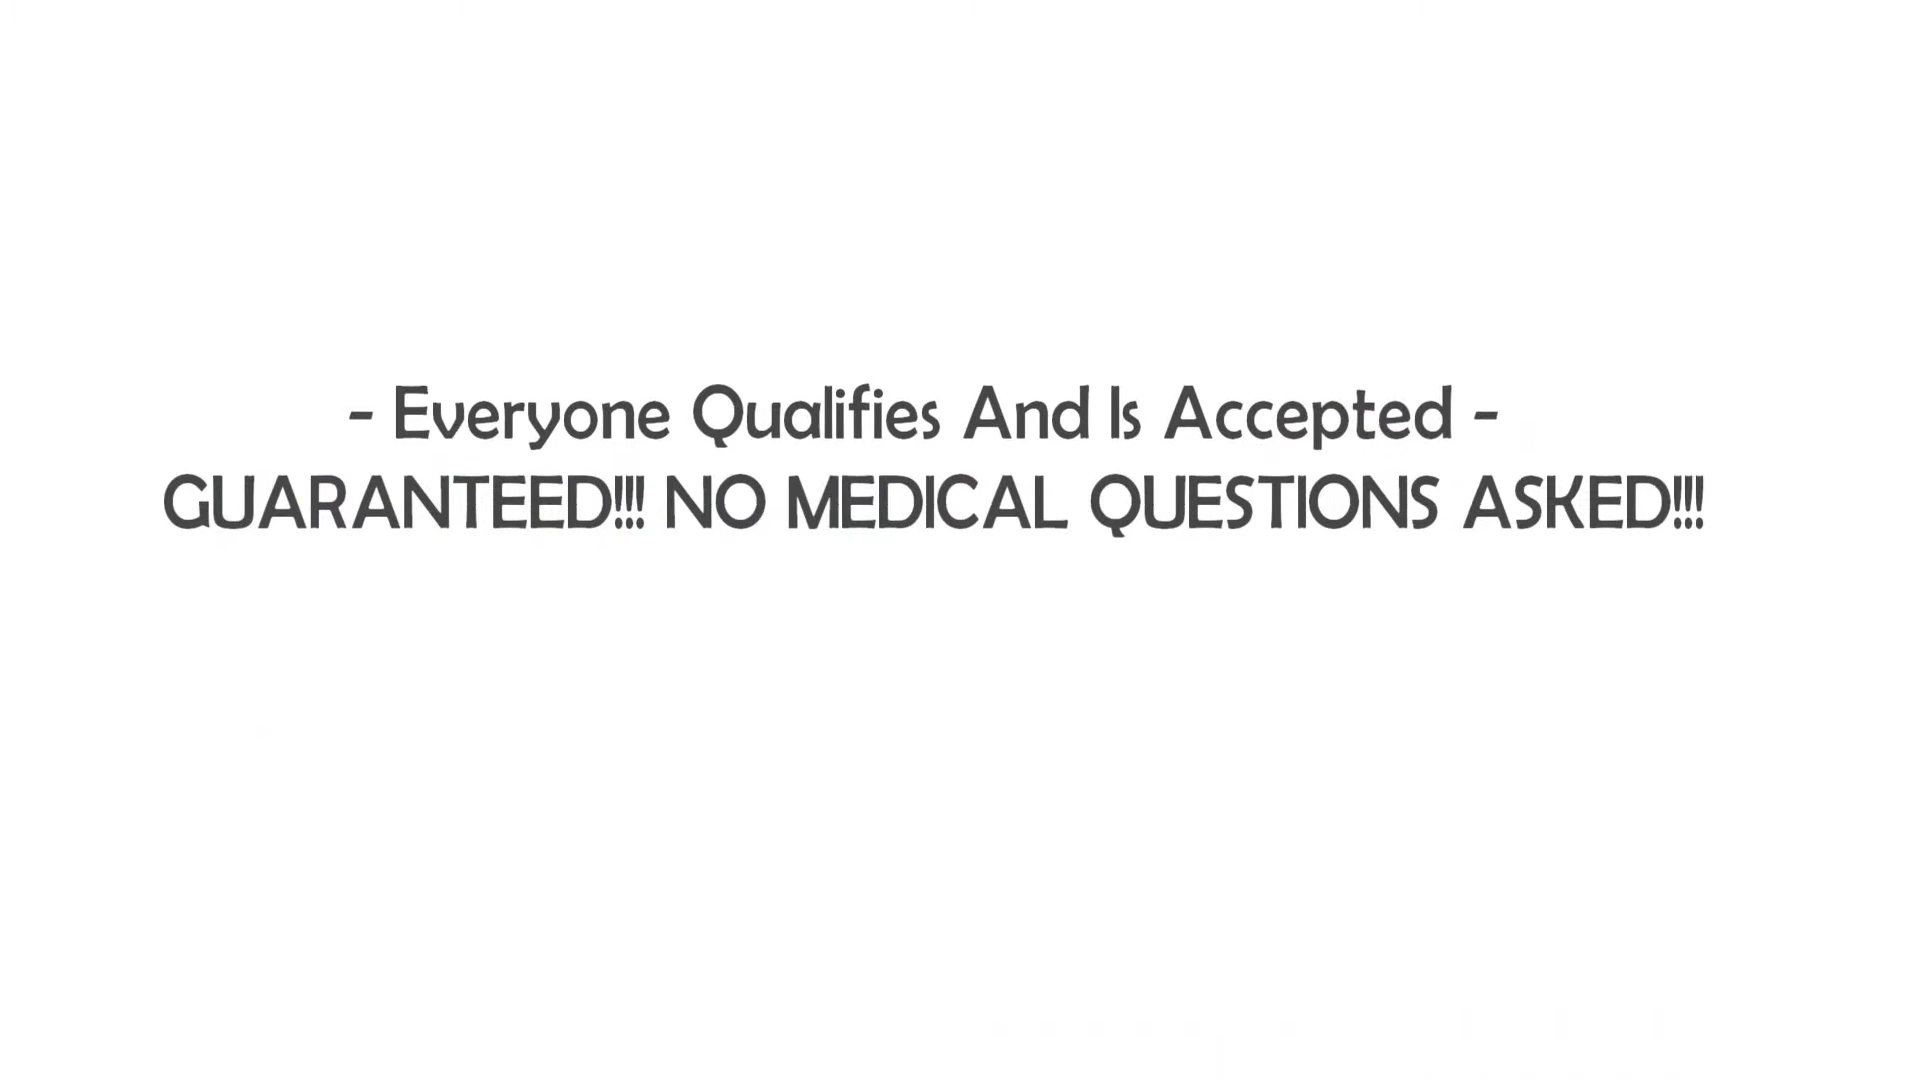 - Everyone Qualifies And Is Accepted -
GUARANTEED!!! NO MEDICAL QUESTIONS ASKED!!!